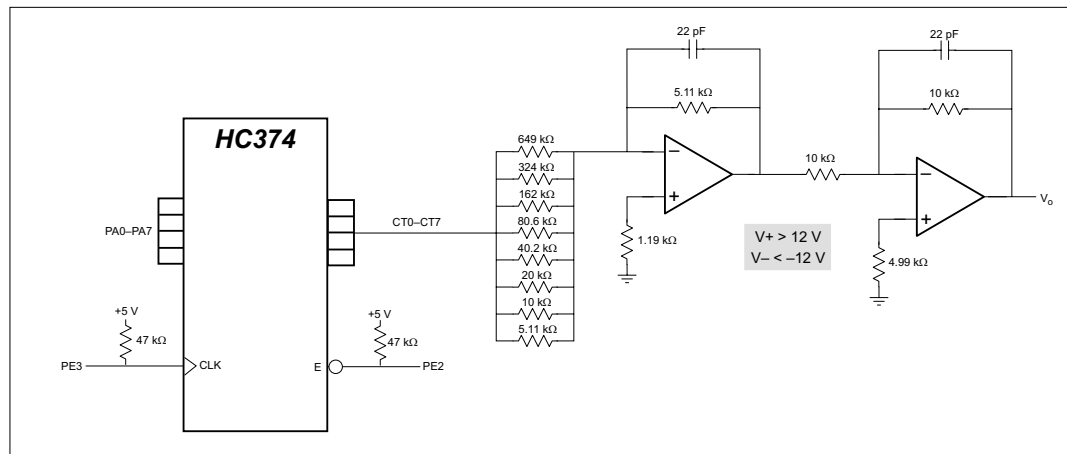 22 pF
22 pF
5.11 kΩ
10 kΩ
HC374
649 kΩ
324 kΩ
162 kΩ
80.6 kΩ
40.2 kΩ
20 kΩ
10 kΩ
5.11 kΩ
–
+
10 kΩ
–
+
Vo
PA0–PA7
CT0–CT7
1.19 kΩ
V+ > 12 V
V– < –12 V
4.99 kΩ
+5 V
47 kΩ
+5 V
47 kΩ
PE3
CLK
E
PE2